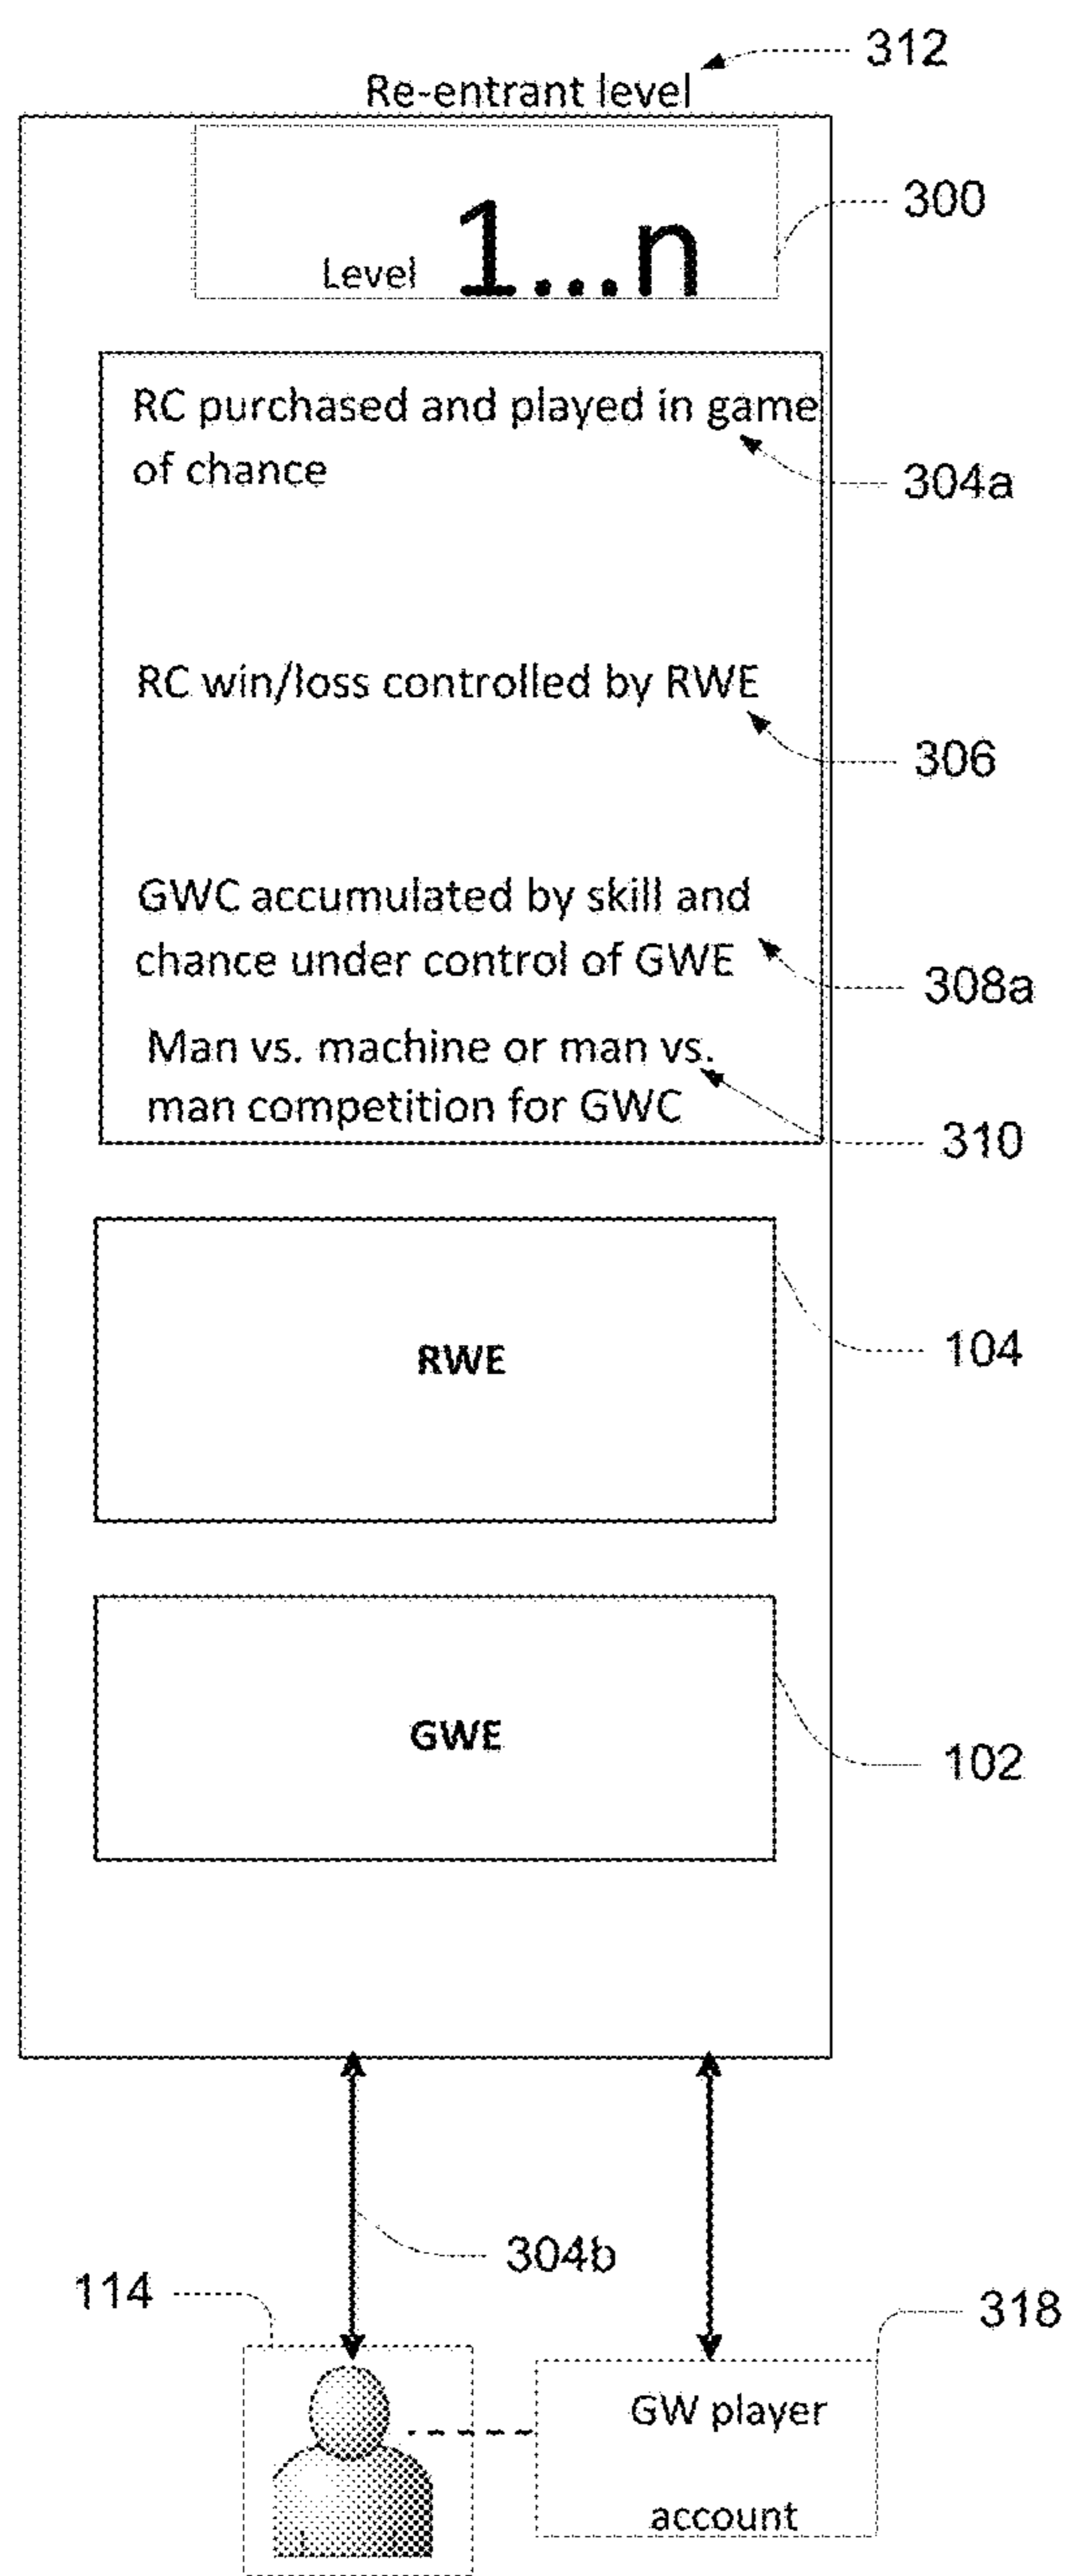 312
Re-entrant level
300
Level 1...n
RC purchased and played in game
of chance
304a
RC win/loss controlled by RWE
306
GWC accumulated by skill and
chance under control of GWE
308a
Man vs. machine or man vs.
man competition for GWC
310
RWE
104
GWE
102
304b
114
318
GW player
account